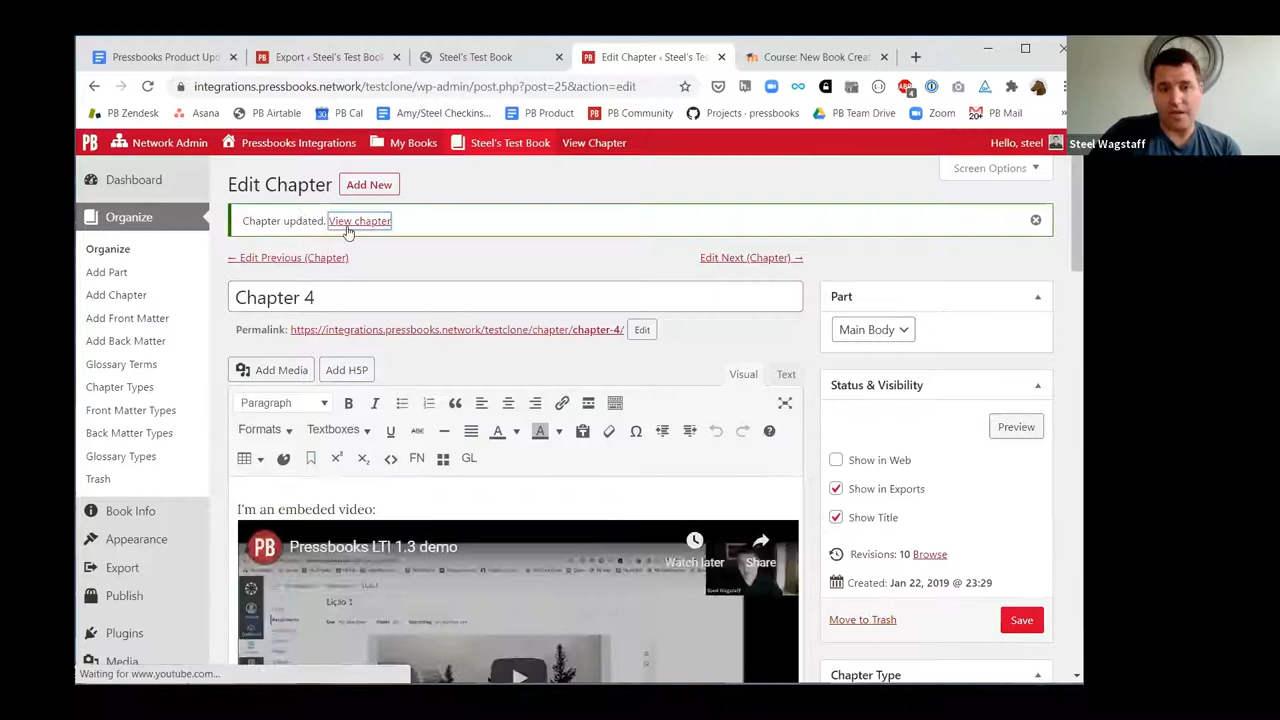 Pressbooks Product Upd
Export ‹ Steel's Test Book
Steel's Test Book
Edit Chapter ‹ Steel's Tes
Course: New Book Creat
integrations.pressbooks.network/testclone/wp-admin/post.php?post=25&action=edit
PB Zendesk
Asana
PB Airtable
PB Cal
Amy/Steel Checkins...
PB Product
PB Community
Projects · pressbooks
PB Drive
Zoom
PB Mail
Network Admin
Pressbooks Integrations
My Books
Steel's Test Book
View Chapter
Hello, steel
Steel Wagstaff
Dashboard
Organize
Organize
Add Part
Add Chapter
Add Front Matter
Add Back Matter
Glossary Terms
Chapter Types
Front Matter Types
Back Matter Types
Glossary Types
Trash
Book Info
Appearance
Export
Publish
Plugins
Media
Screen Options
Edit Chapter
Add New
Chapter updated. View chapter
← Edit Previous (Chapter)
Edit Next (Chapter) →
Chapter 4
Permalink: https://integrations.pressbooks.network/testclone/chapter/chapter-4/
Edit
Add Media
Add H5P
Visual
Text
Paragraph
Formats
Textboxes
FN
GL
I'm an embeded video:
PB
Pressbooks LTI 1.3 demo
Watch later
Share
Lição 1
Part
Main Body
Status & Visibility
Preview
Show in Web
Show in Exports
Show Title
Revisions: 10 Browse
Created: Jan 22, 2019 @ 23:29
Move to Trash
Save
Chapter Type
Waiting for www.youtube.com...